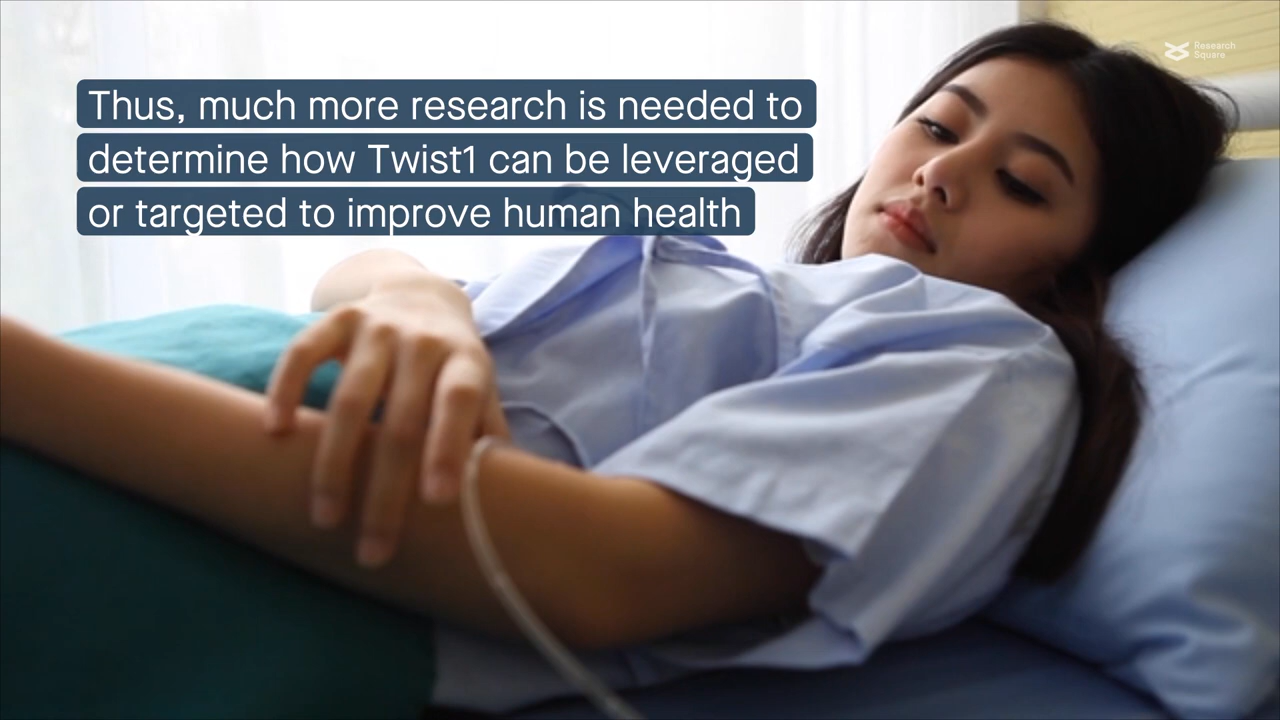 Research
Square
Thus, much more research is needed to
determine how Twist1 can be leveraged
or targeted to improve human health